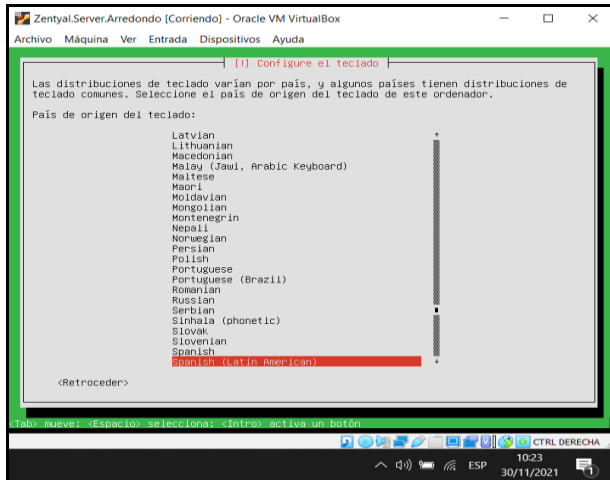 Zentyal.Server.Arredondo [Corriendo] - Oracle VM VirtualBox
Archivo Máquina Ver Entrada Dispositivos Ayuda
[!] Configure el teclado
Las distribuciones de teclado varían por país, y algunos países tienen distribuciones de
teclado comunes. Seleccione el país de origen del teclado de este ordenador.
País de origen del teclado:
Latvian
Lithuanian
Macedonian
Malay (Jawi, Arabic Keyboard)
Maltese
Maori
Moldavian
Mongolian
Montenegrin
Nepali
Norwegian
Persian
Polish
Portuguese
Portuguese (Brazil)
Romanian
Russian
Serbian
Sinhala (phonetic)
Slovak
Slovenian
Spanish
Spanish (Latin American)
<Retroceder>
<Tab> mueve; <Espacio> selecciona; <Intro> activa un botón
CTRL DERECHA
ESP
10:23
30/11/2021
1